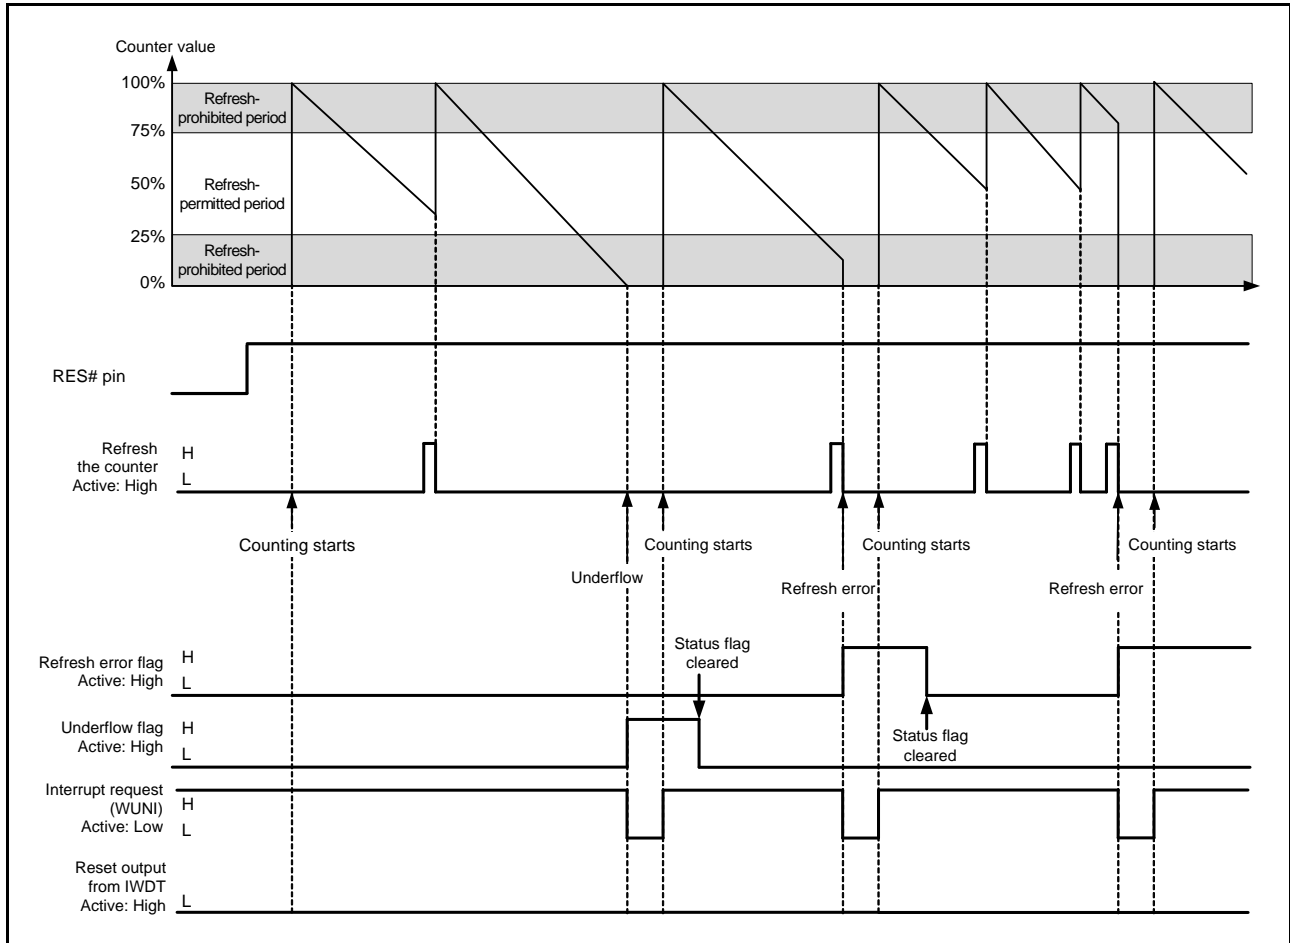 Counter value
100%
Refresh-
prohibited period
75%
50%
Refresh-
permitted period
25%
Refresh-
prohibited period
0%
RES# pin
Refresh
the counter
Active: High
H
L
Counting starts
Counting starts
Counting starts
Counting starts
Underflow
Refresh error
Refresh error
Status flag
cleared
Refresh error flag
Active: High
H
L
Underflow flag
Active: High
H
L
Status flag
cleared
Interrupt request
(WUNI)
Active: Low
H
L
Reset output
from IWDT
Active: High
L